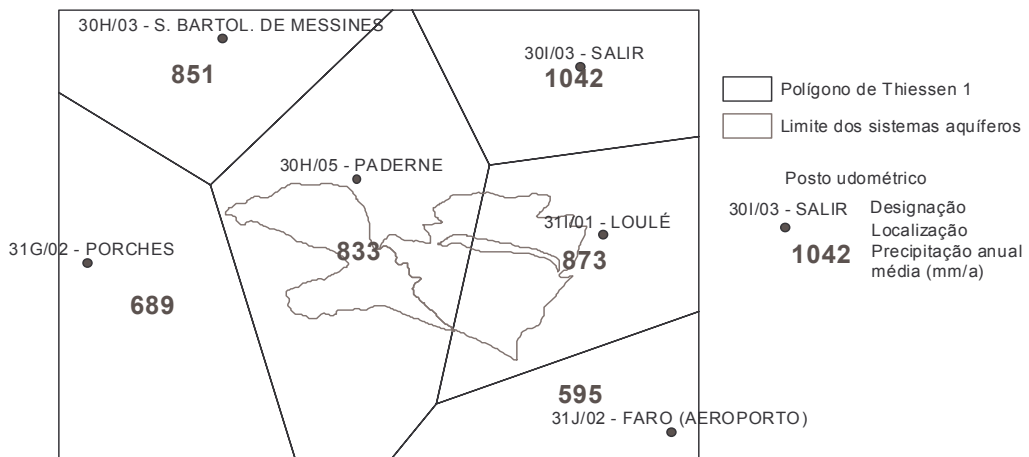 30H/03 - S. BARTOL. DE MESSINES
851
30I/03 - SALIR
1042
30H/05 - PADERNE
833
31I/01 - LOULÉ
873
31G/02 - PORCHES
689
595
31J/02 - FARO (AEROPORTO)
Polígono de Thiessen 1
Limite dos sistemas aquíferos
Posto udométrico
30I/03 - SALIR
Designação
Localização
1042
Precipitação anual
média (mm/a)